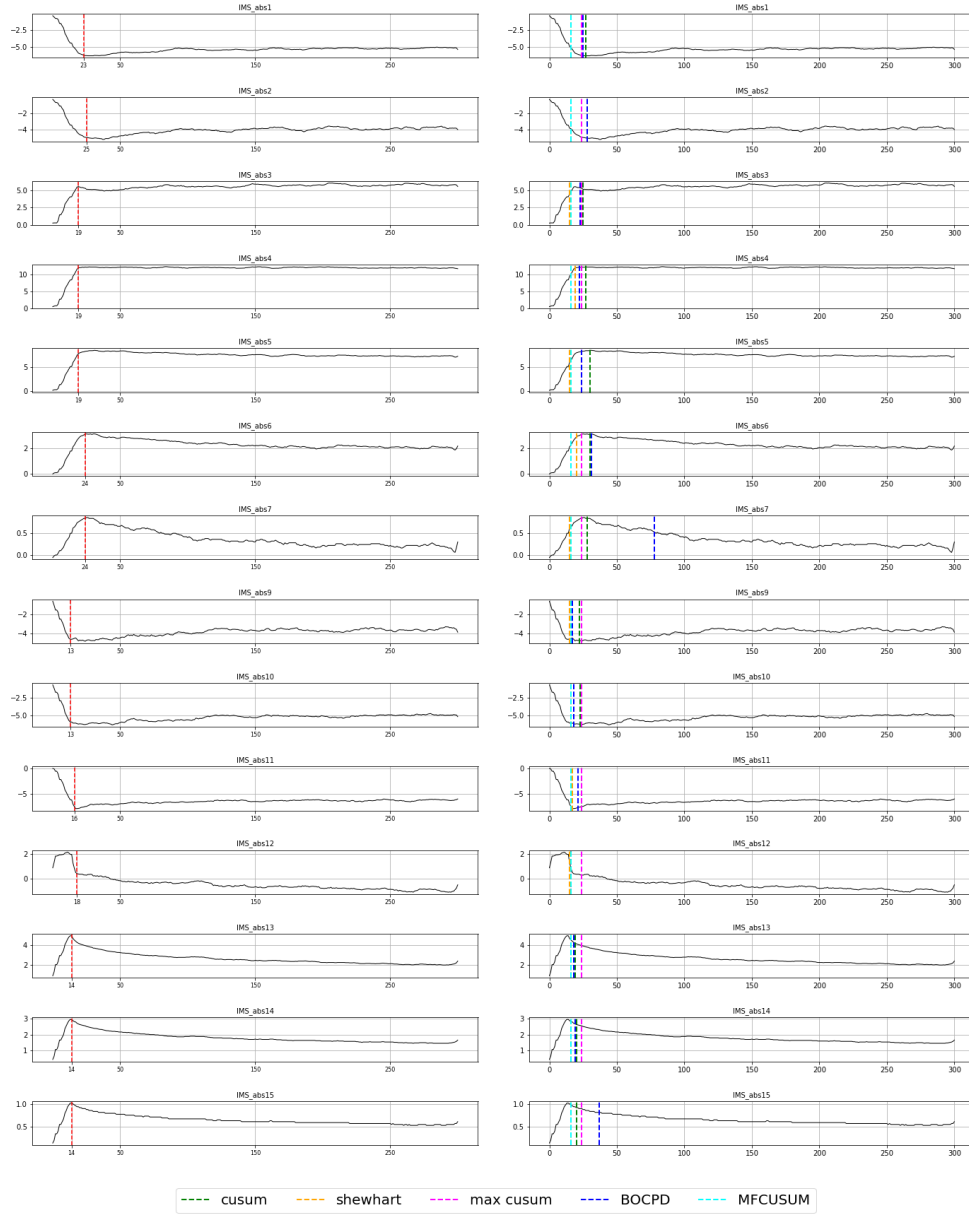 IMS_abs1 IMS_abs1
−2.5 −2.5
−5.0 −5.0
23 50 150 250 0 50 100 150 200 250 300
IMS_abs2 IMS_abs2
−2 −2
−4 −4
25 50 150 250 0 50 100 150 200 250 300
IMS_abs3 IMS_abs3
5.0 5.0
2.5 2.5
0.0 0.0
19 50 150 250 0 50 100 150 200 250 300
IMS_abs4 IMS_abs4
10 10
5 5
0 0
19 50 150 250 0 50 100 150 200 250 300
IMS_abs5 IMS_abs5
5 5
0 0
19 50 150 250 0 50 100 150 200 250 300
IMS_abs6 IMS_abs6
2 2
0 0
24 50 150 250 0 50 100 150 200 250 300
IMS_abs7 IMS_abs7
0.5 0.5
0.0 0.0
24 50 150 250 0 50 100 150 200 250 300
IMS_abs9 IMS_abs9
−2 −2
−4 −4
13 50 150 250 0 50 100 150 200 250 300
IMS_abs10 IMS_abs10
−2.5 −2.5
−5.0 −5.0
13 50 150 250 0 50 100 150 200 250 300
IMS_abs11 IMS_abs11
0 0
−5 −5
16 50 150 250 0 50 100 150 200 250 300
IMS_abs12 IMS_abs12
2 2
0 0
18 50 150 250 0 50 100 150 200 250 300
IMS_abs13 IMS_abs13
4 4
2 2
14 50 150 250 0 50 100 150 200 250 300
IMS_abs14 IMS_abs14
3 3
2 2
1 1
14 50 150 250 0 50 100 150 200 250 300
IMS_abs15 IMS_abs15
1.0 1.0
0.5 0.5
14 50 150 250 0 50 100 150 200 250 300
cusum shewhart max cusum BOCPD MFCUSUM